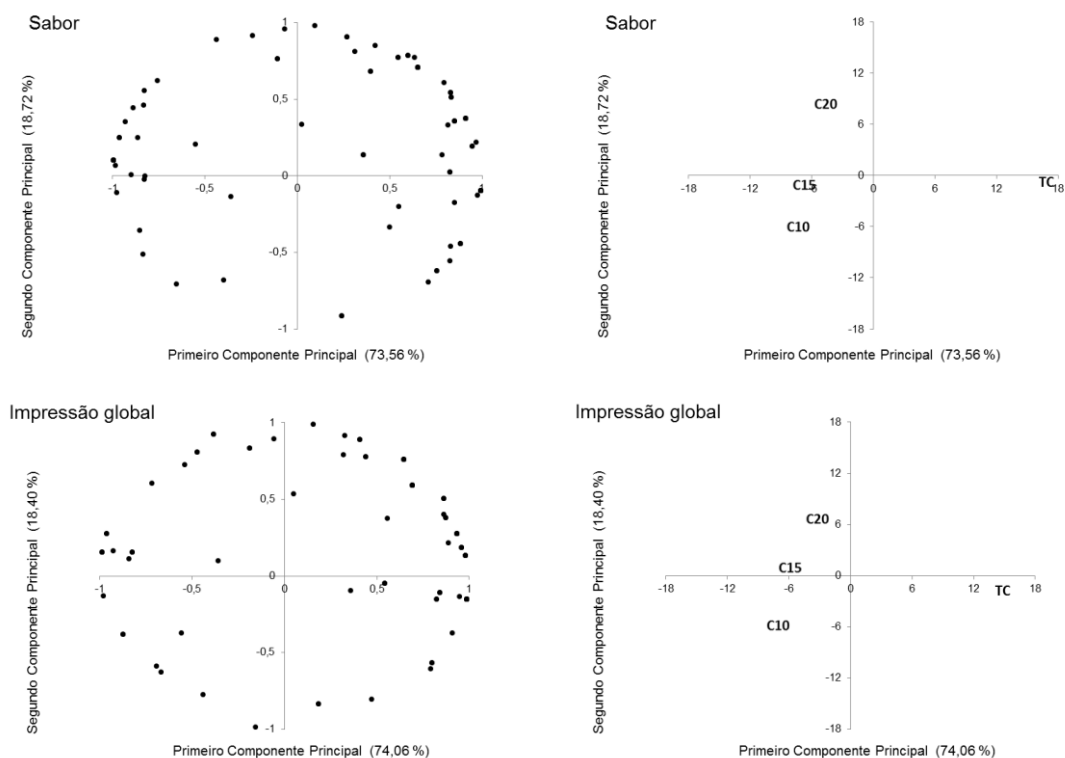 Sabor
Segundo Componente Principal (18,72 %)
1
0,5
0
-1
-0,5
0,5
1
-0,5
-1
Primeiro Componente Principal (73,56 %)
Sabor
Segundo Componente Principal (18,72 %)
18
12
C20
6
0
-18
-12
-6
0
6
12
18
C15
TC
C10
-6
-12
-18
Primeiro Componente Principal (73,56 %)
Impressão global
Segundo Componente Principal (18,40 %)
1
0,5
0
-1
-0,5
0
0,5
1
-0,5
-1
Primeiro Componente Principal (74,06 %)
Impressão global
Segundo Componente Principal (18,40 %)
18
12
C20
6
C15
0
-18
-12
-6
0
6
12
18
TC
C10
-6
-12
-18
Primeiro Componente Principal (74,06 %)